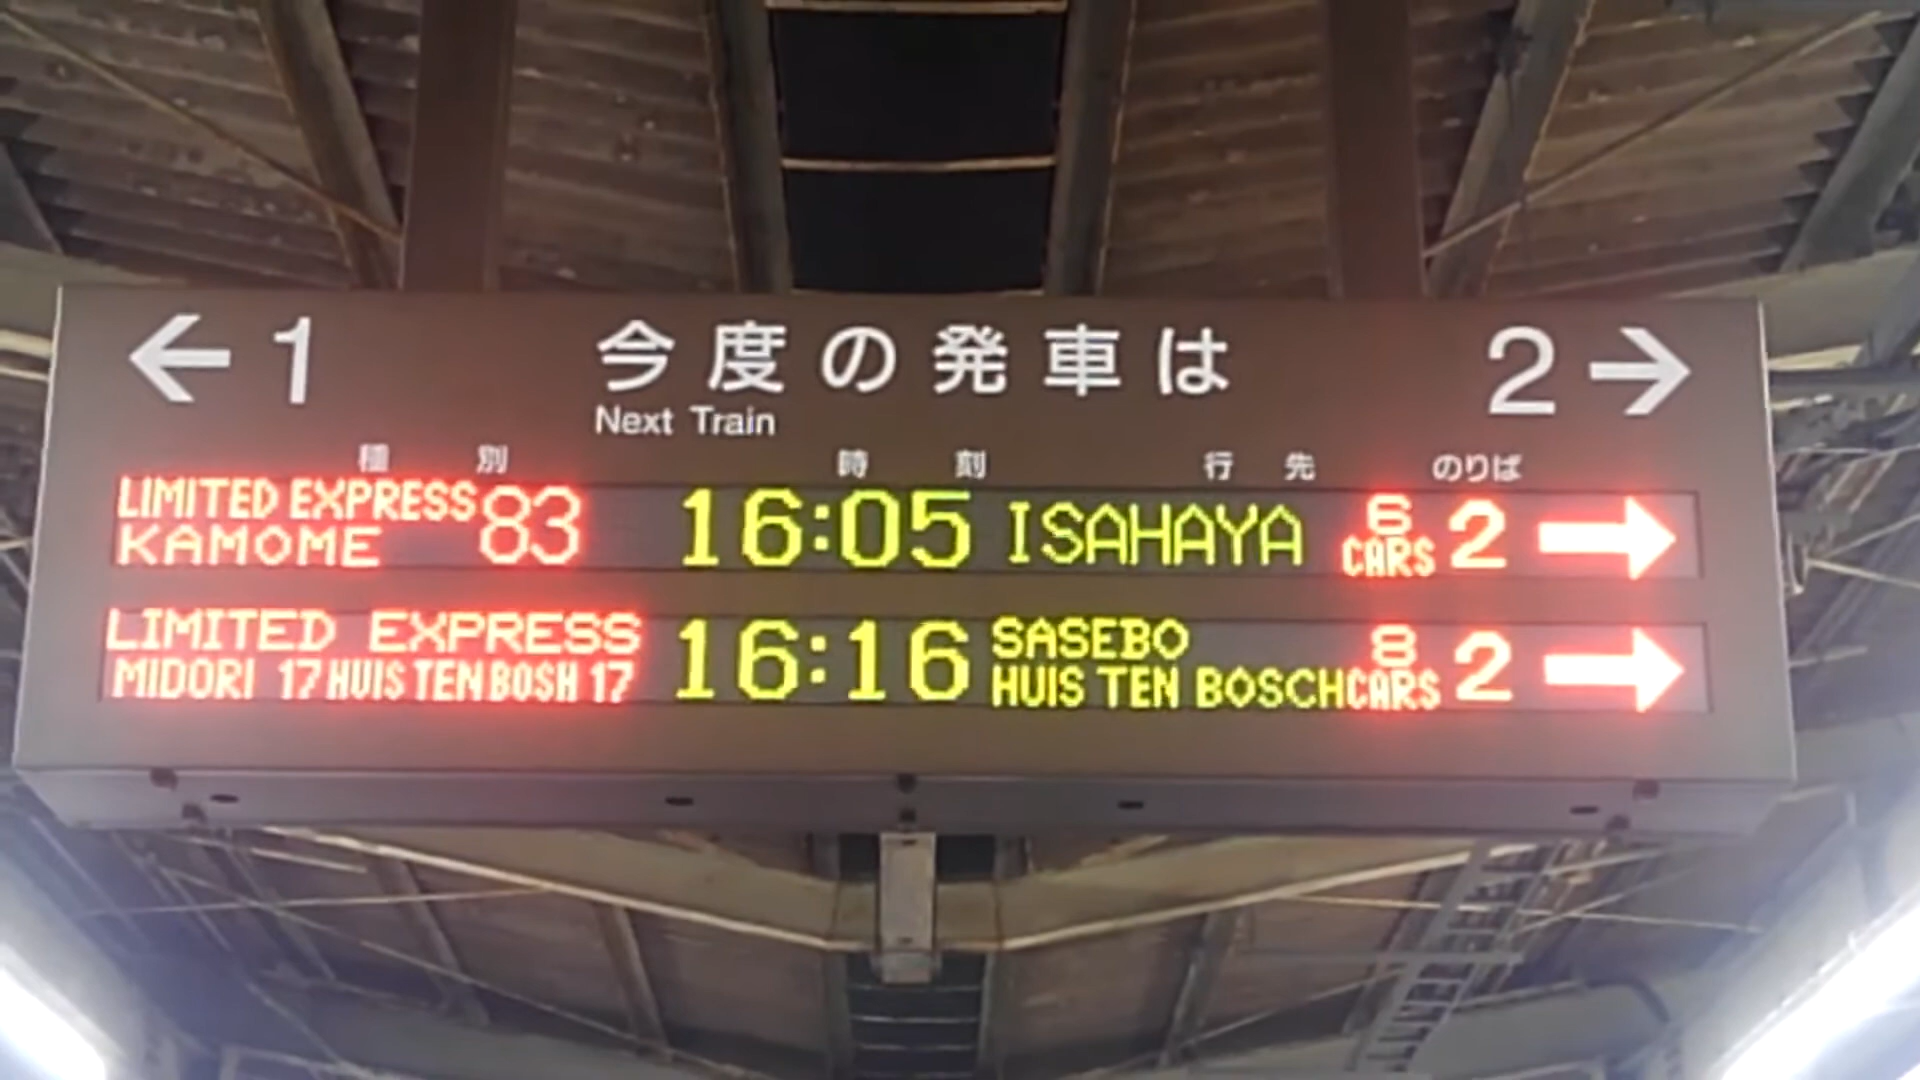 ← 1 今度の発車は 2 →
Next Train
種別 時刻 行先 のりば
LIMITED EXPRESS KAMOME 83 16:05 ISAHAYA 6 CARS 2 →
LIMITED EXPRESS 16:16 SASEBO 8 CARS 2 →
MIDORI 17 HUIS TEN BOSH 17 HUIS TEN BOSCH